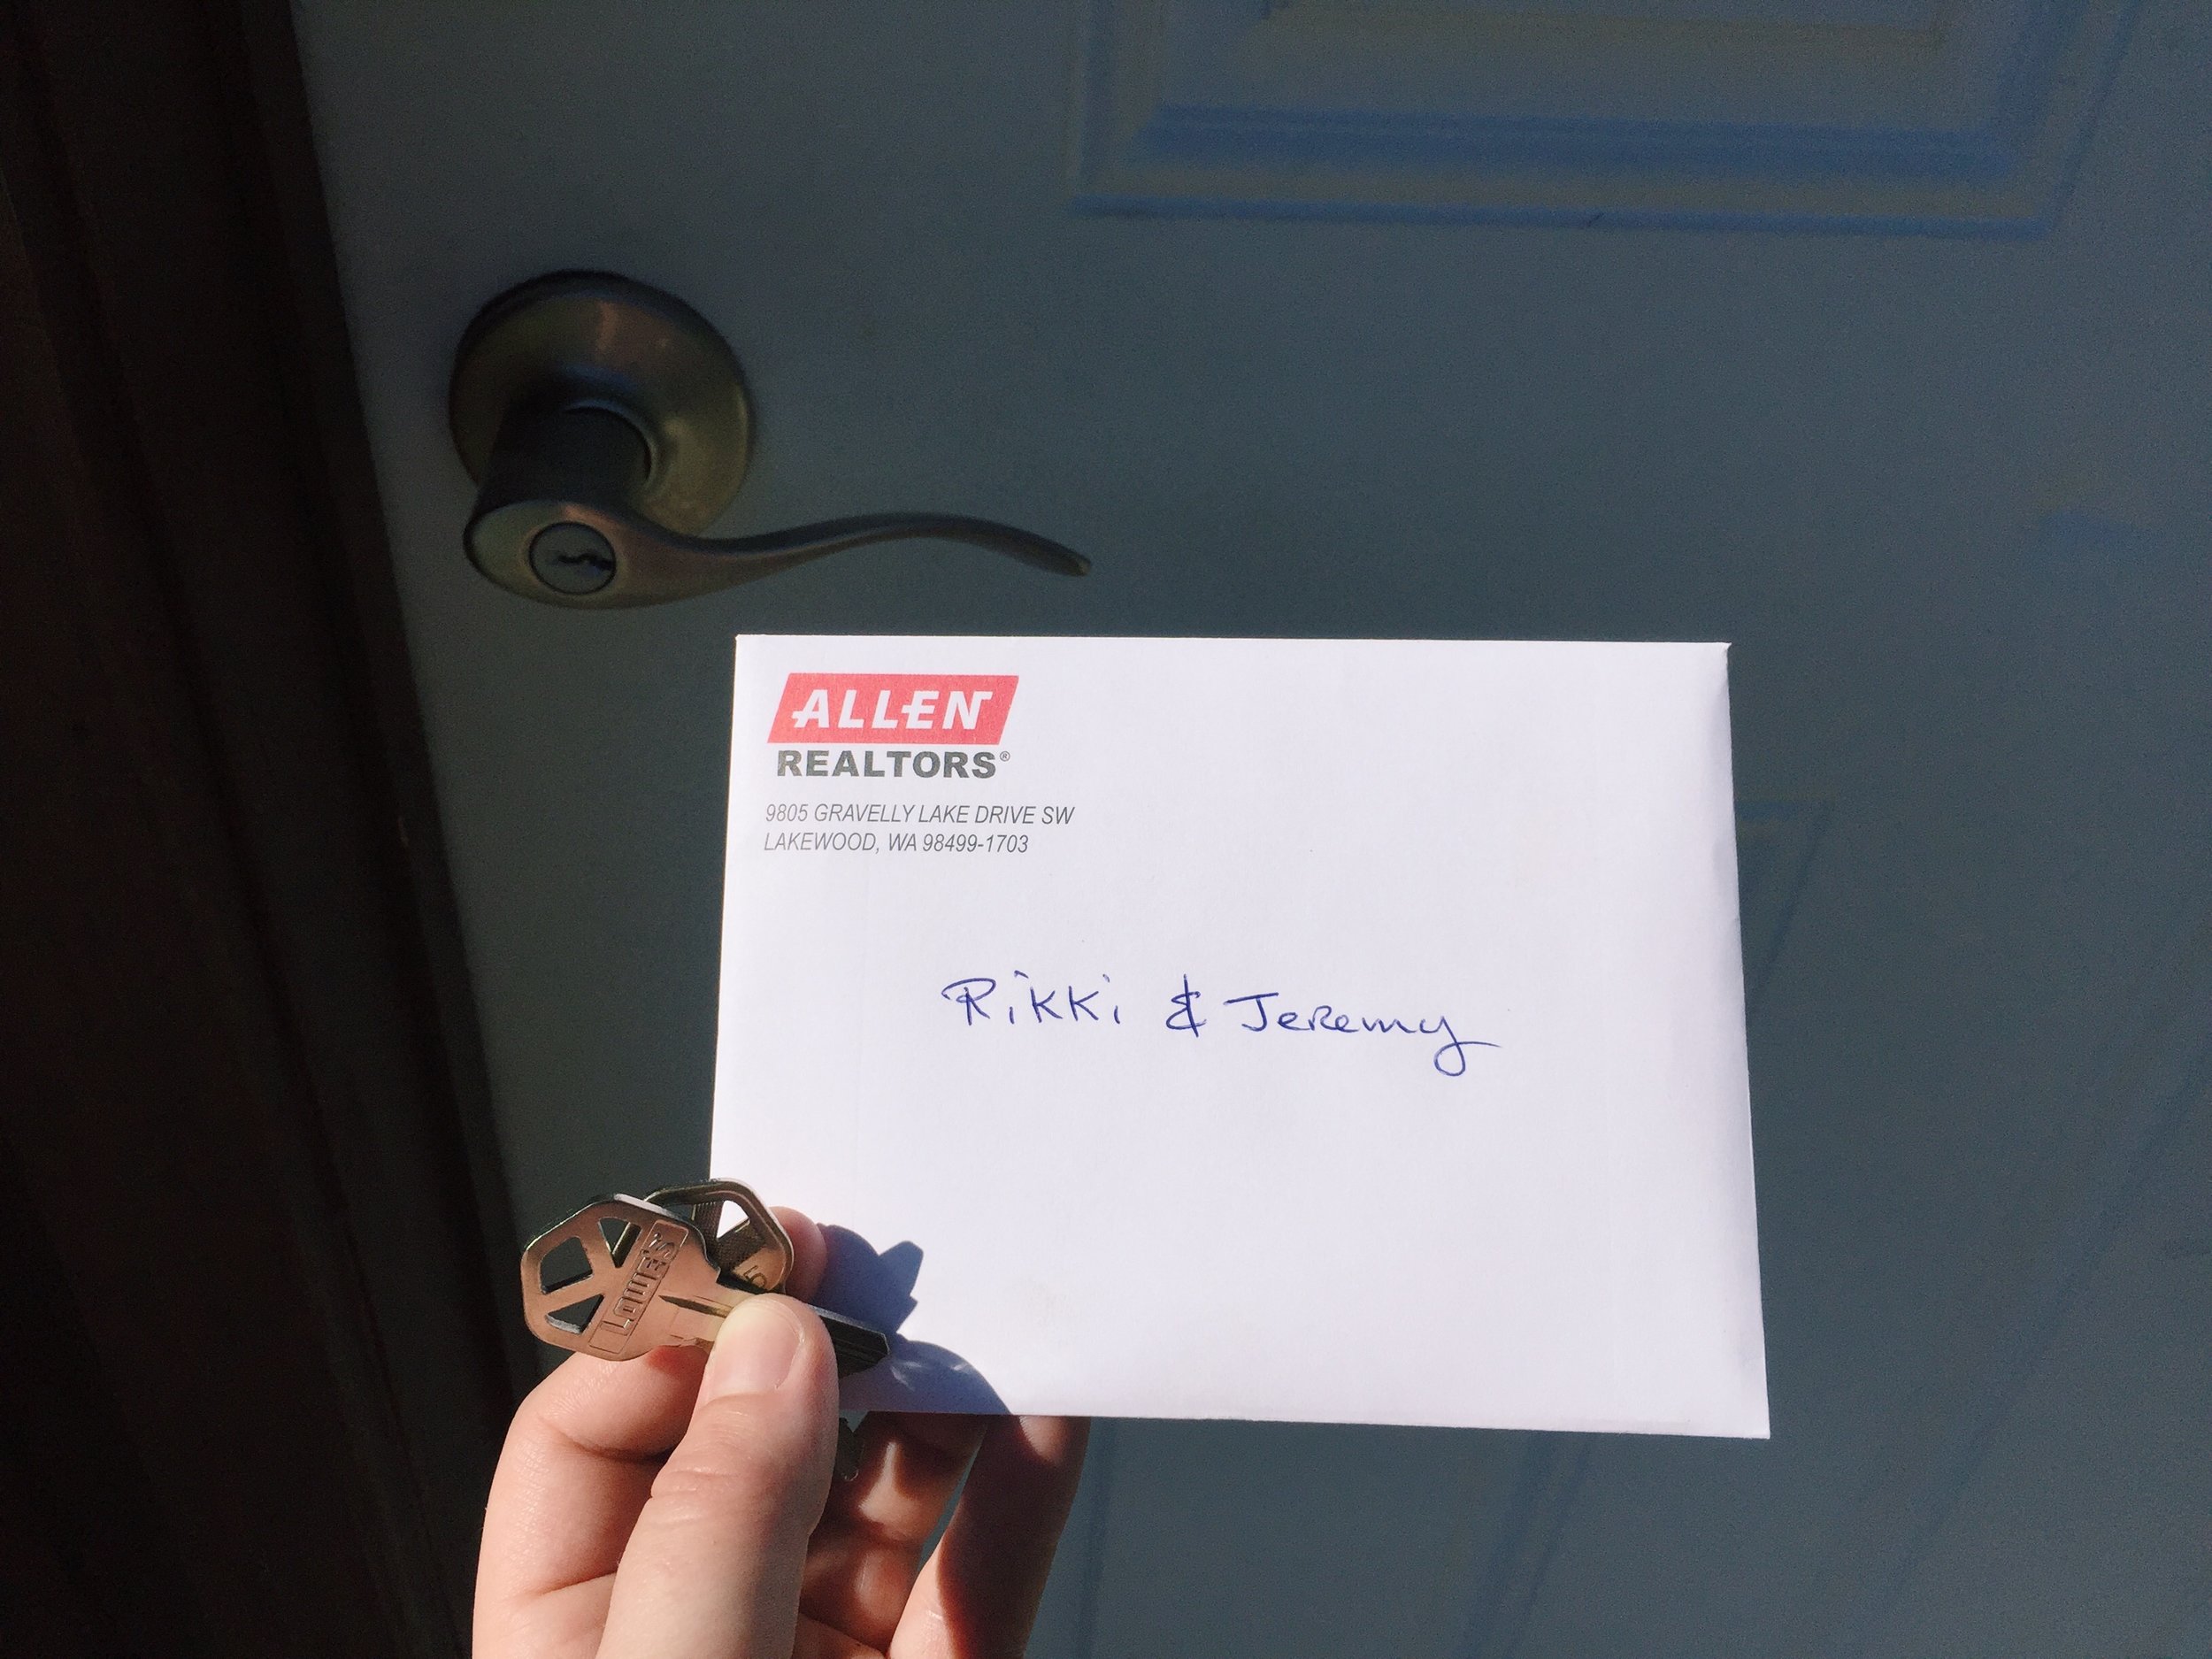 ALLEN
REALTORS®
9805 GRAVELLY LAKE DRIVE SW
LAKEWOOD, WA 98499-1703
Rikki & Jeremy
LOWE'S